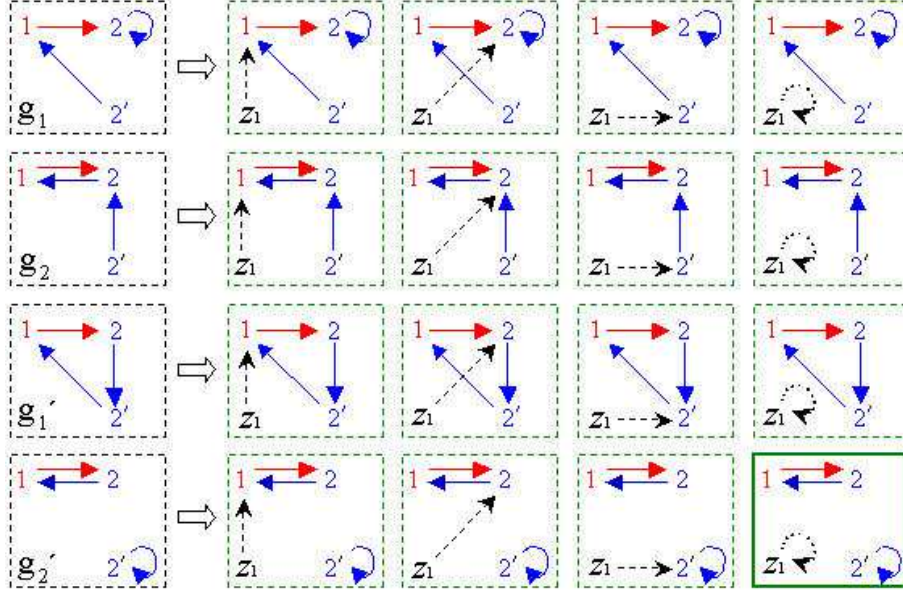 1 2 1 2 1 2 1 2 1 2
g₁ 2′ z₁ 2′ z₁ 2′ z₁ 2′ z₁ 2′
1 2 1 2 1 2 1 2 1 2
g₂ 2′ z₁ 2′ z₁ 2′ z₁ 2′ z₁ 2′
1 2 1 2 1 2 1 2 1 2
g₁′ 2′ z₁ 2′ z₁ 2′ z₁ 2′ z₁ 2′
1 2 1 2 1 2 1 2 1 2
g₂′ 2′ z₁ 2′ z₁ 2′ z₁ 2′ z₁ 2′